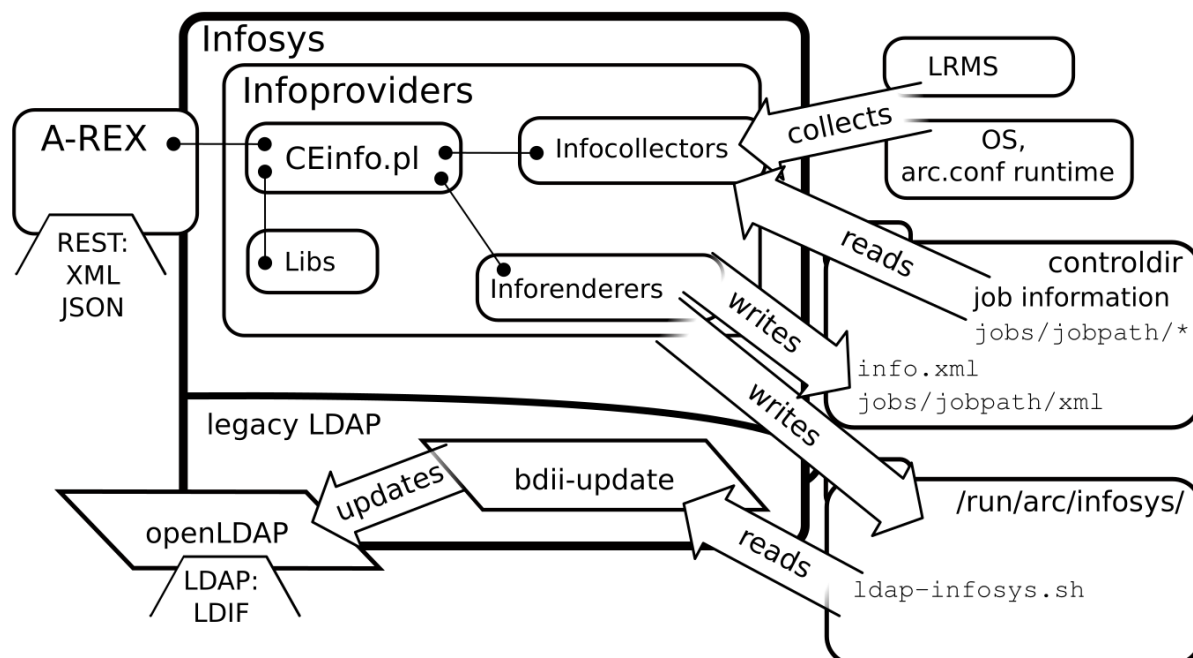 Infosys
Infoproviders
LRMS
collects
A-REX
CEinfo.pl
Infocollectors
OS,
arc.conf runtime
REST:
XML
JSON
Libs
Inforenderers
reads
controldir
job information
jobs/jobpath/*
writes
info.xml
jobs/jobpath/xml
writes
legacy LDAP
updates
bdii-update
/run/arc/infosys/
openLDAP
reads
ldap-infosys.sh
LDAP:
LDIF